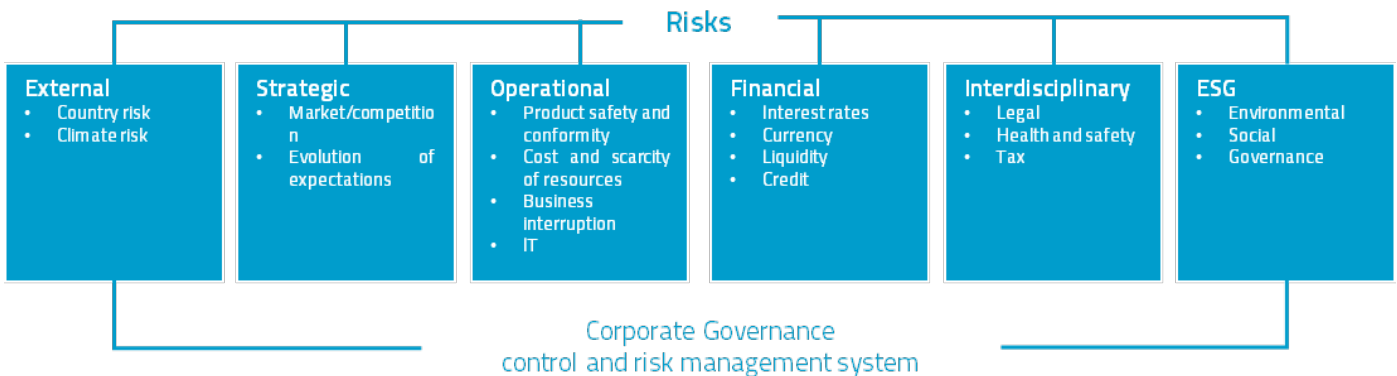 Risks
External
• Country risk
• Climate risk
Strategic
• Market/competitio
n
• Evolution of
expectations
Operational
• Product safety and
conformity
• Cost and scarcity
of resources
• Business
interruption
• IT
Financial
• Interest rates
• Currency
• Liquidity
• Credit
Interdisciplinary
• Legal
• Health and safety
• Tax
ESG
• Environmental
• Social
• Governance
Corporate Governance
control and risk management system